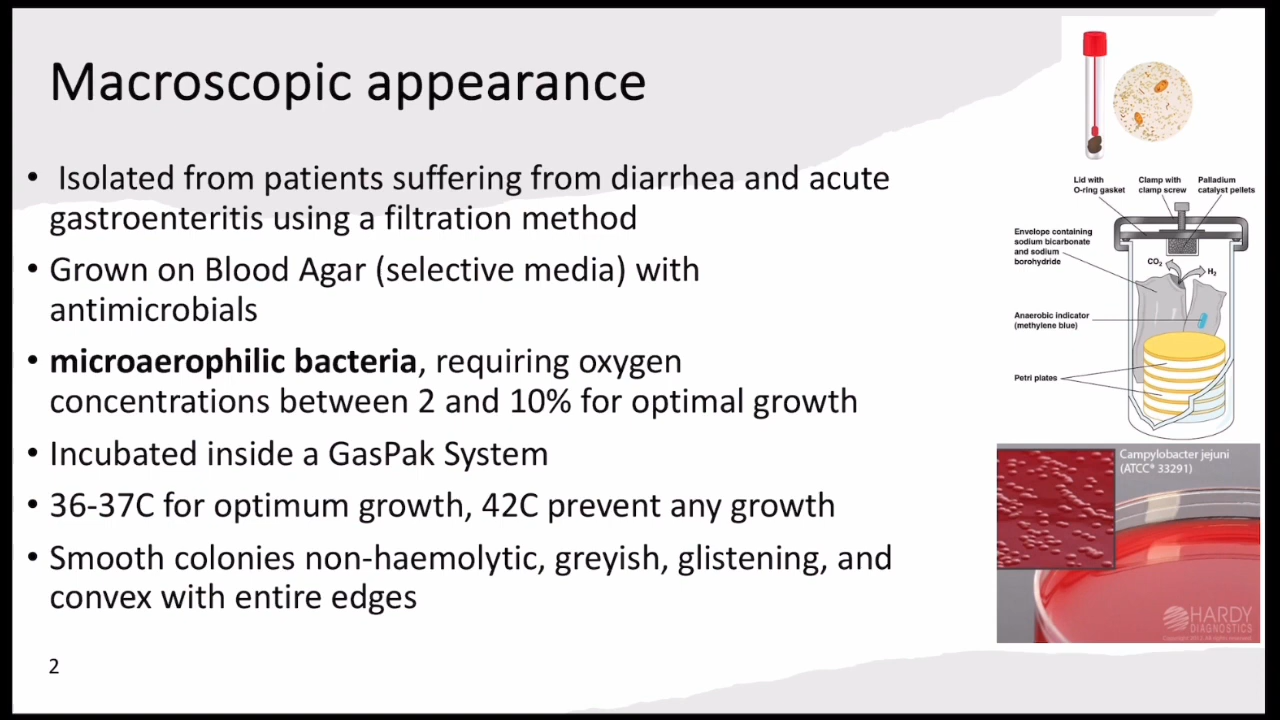 Macroscopic appearance
• Isolated from patients suffering from diarrhea and acute
gastroenteritis using a filtration method
• Grown on Blood Agar (selective media) with
antimicrobials
• microaerophilic bacteria, requiring oxygen
concentrations between 2 and 10% for optimal growth
• Incubated inside a GasPak System
• 36-37C for optimum growth, 42C prevent any growth
• Smooth colonies non-haemolytic, greyish, glistening, and
convex with entire edges
2
Lid with
O-ring gasket
Clamp with
clamp screw
Palladium
catalyst pellets
Envelope containing
sodium bicarbonate
and sodium
borohydride
CO₂
H₂
Anaerobic indicator
(methylene blue)
Petri plates
Campylobacter jejuni
(ATCC® 33291)
HARDY
DIAGNOSTICS